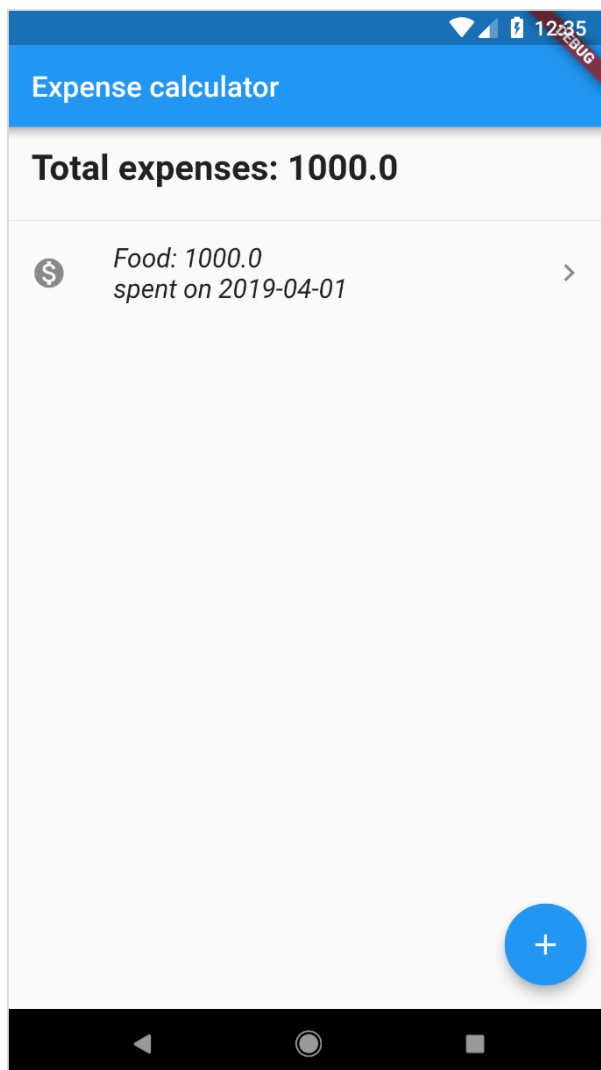 12:35
DEBUG
Expense calculator
Total expenses: 1000.0
Food: 1000.0
spent on 2019-04-01